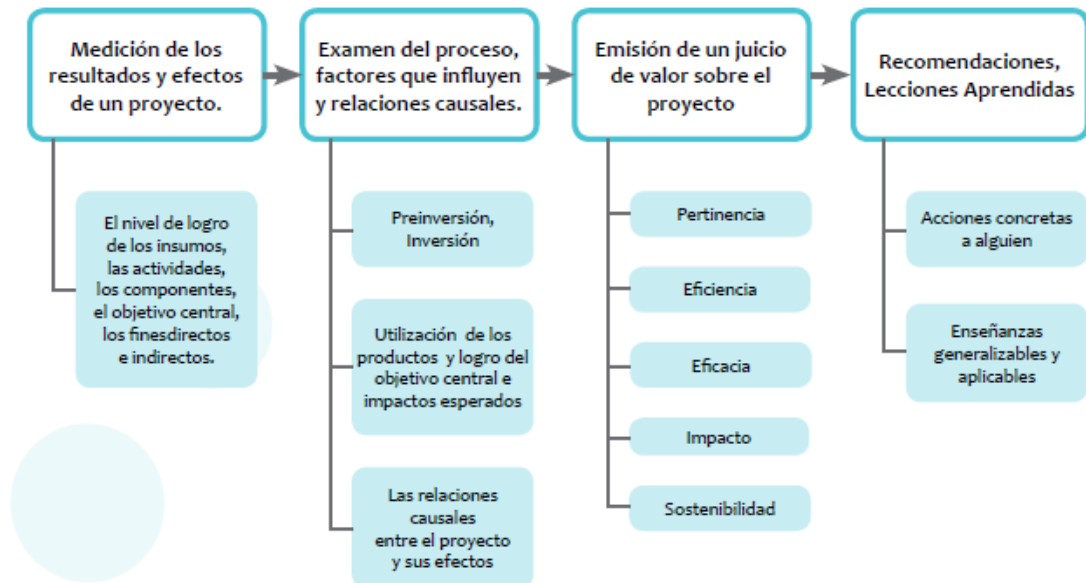 Medición de los
resultados y efectos
de un proyecto.
El nivel de logro
de los insumos,
las actividades,
los componentes,
el objetivo central,
los finesdirectos
e indirectos.
Examen del proceso,
factores que influyen
y relaciones causales.
Preinversión,
Inversión
Utilización de los
productos y logro del
objetivo central e
impactos esperados
Las relaciones
causales
entre el proyecto
y sus efectos
Emisión de un juicio
de valor sobre el
proyecto
Pertinencia
Eficiencia
Eficacia
Impacto
Sostenibilidad
Recomendaciones,
Lecciones Aprendidas
Acciones concretas
a alguien
Enseñanzas
generalizables y
aplicables